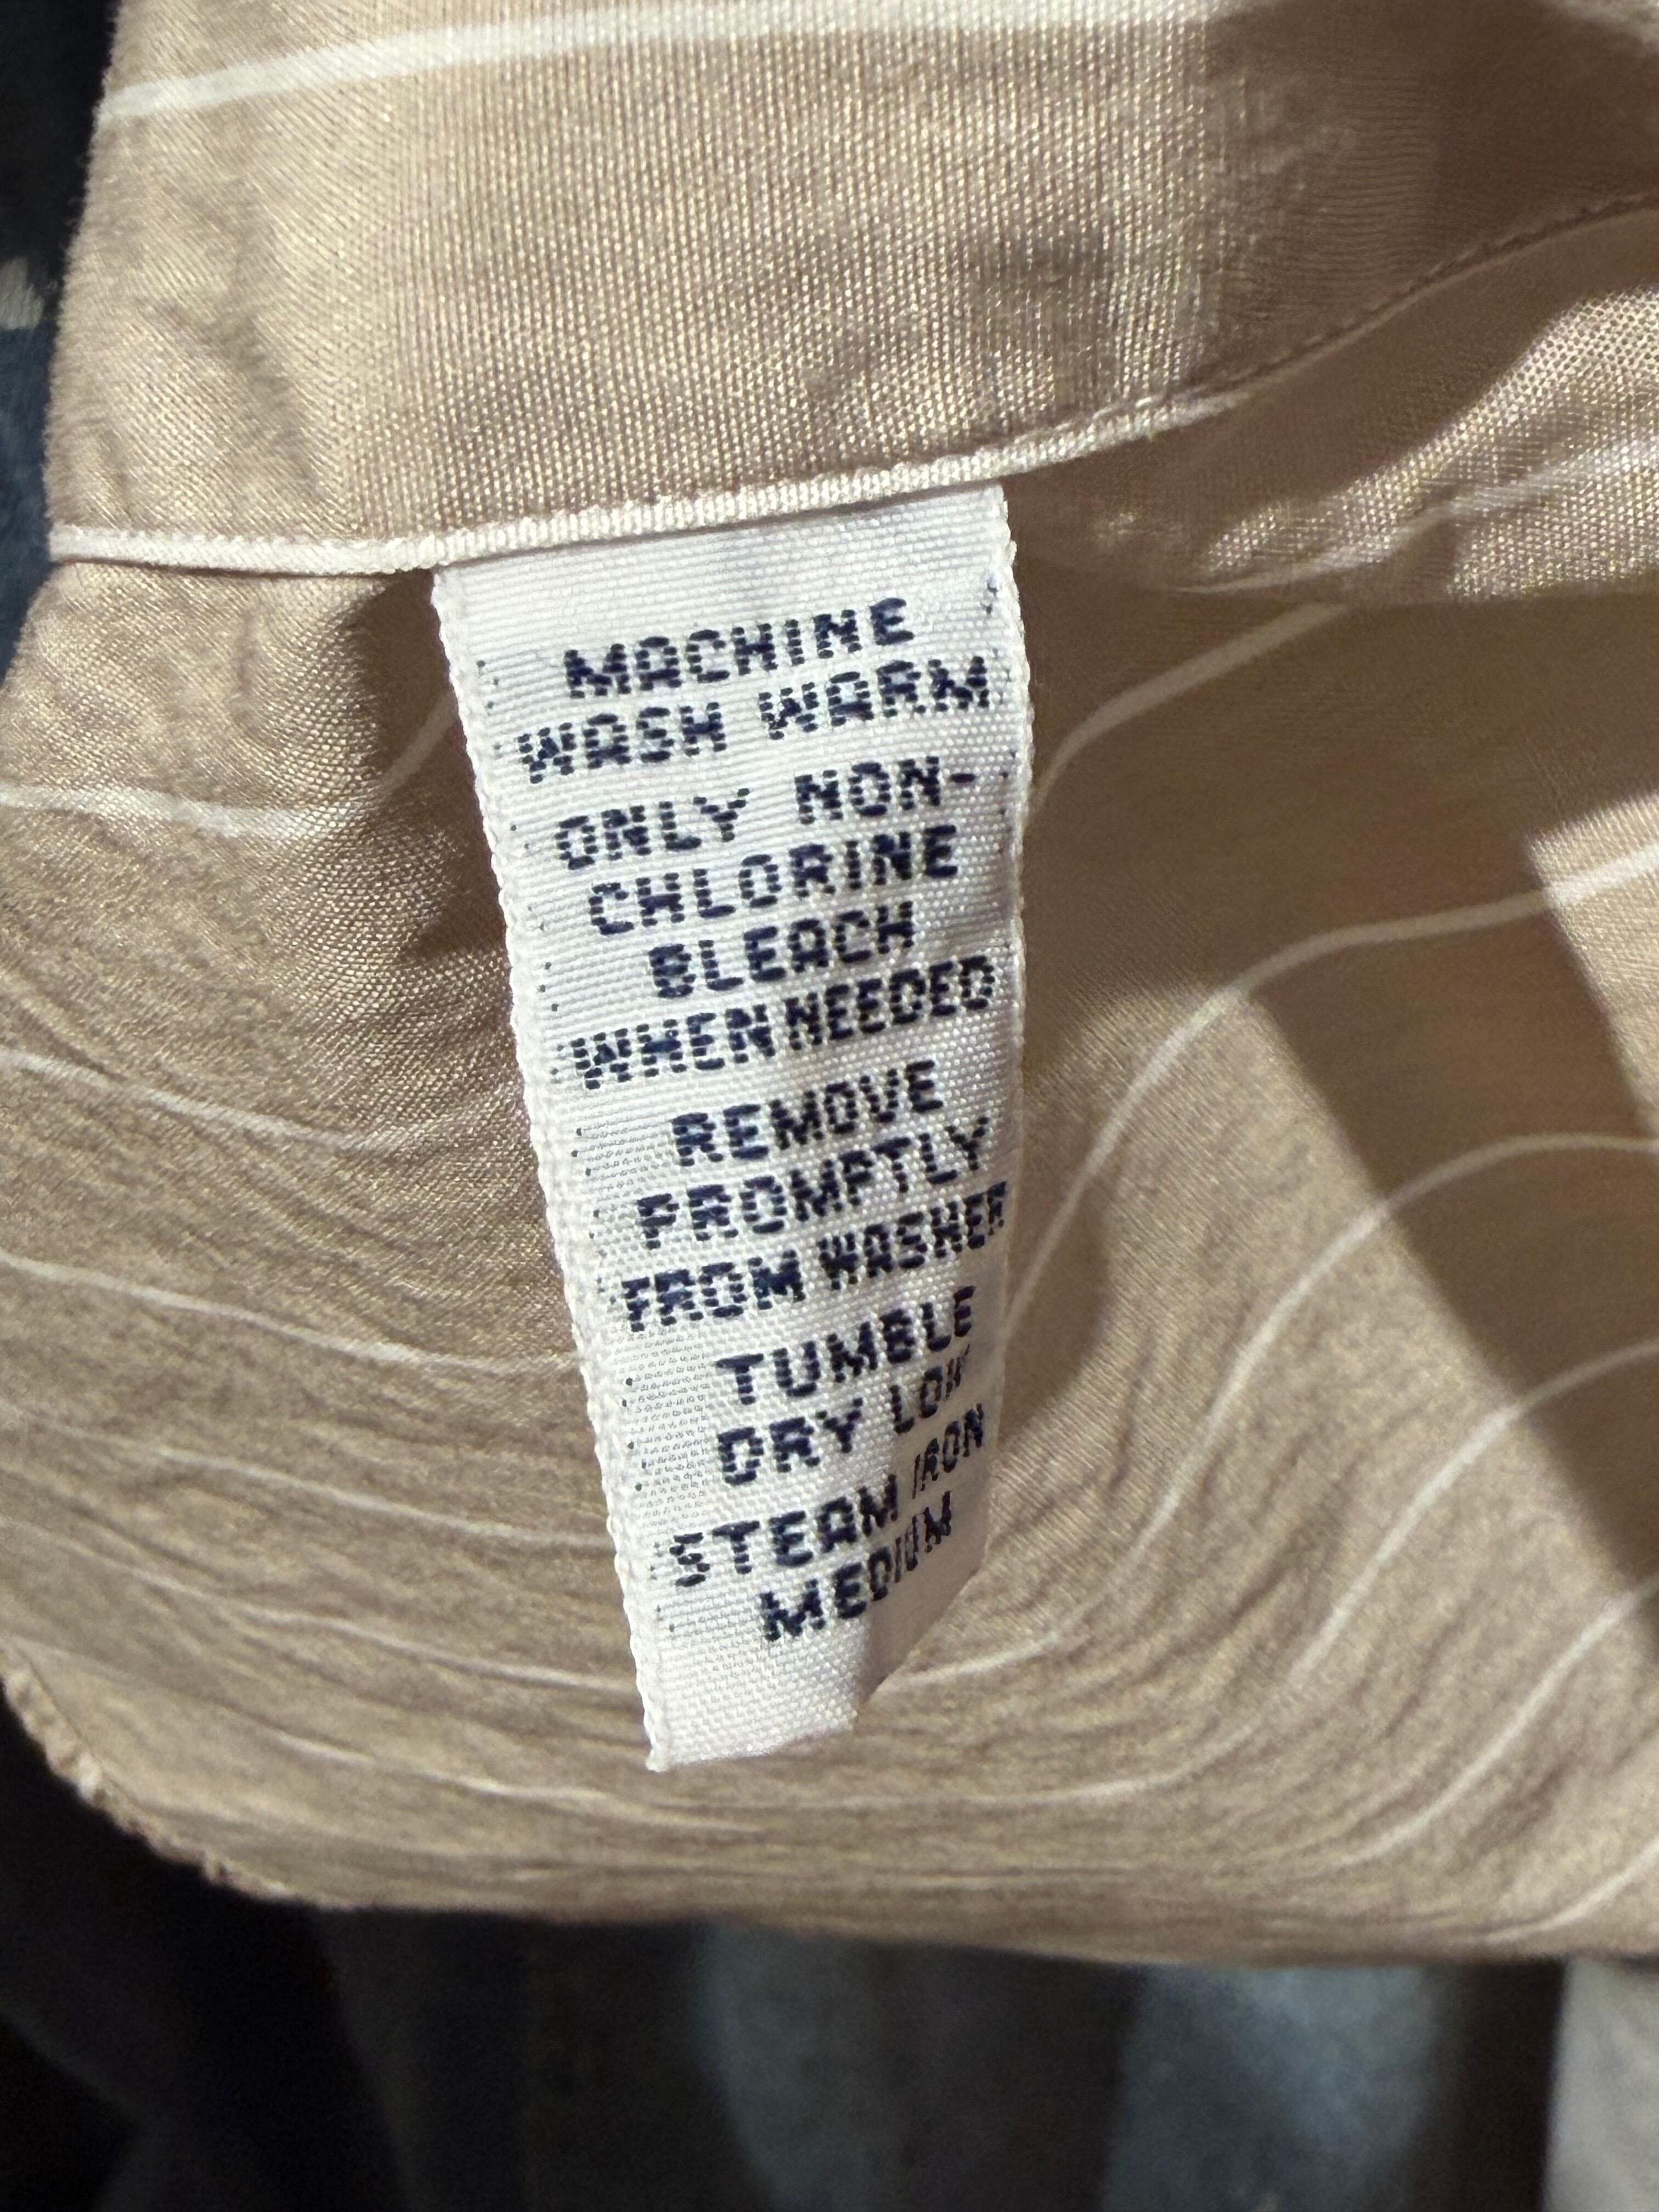 MACHINE
WASH WARM
ONLY NON-
CHLORINE
BLEACH
WHEN NEEDED
REMOVE
PROMPTLY
FROM WASHER
TUMBLE
DRY LOW
STEAM IRON
MEDIUM